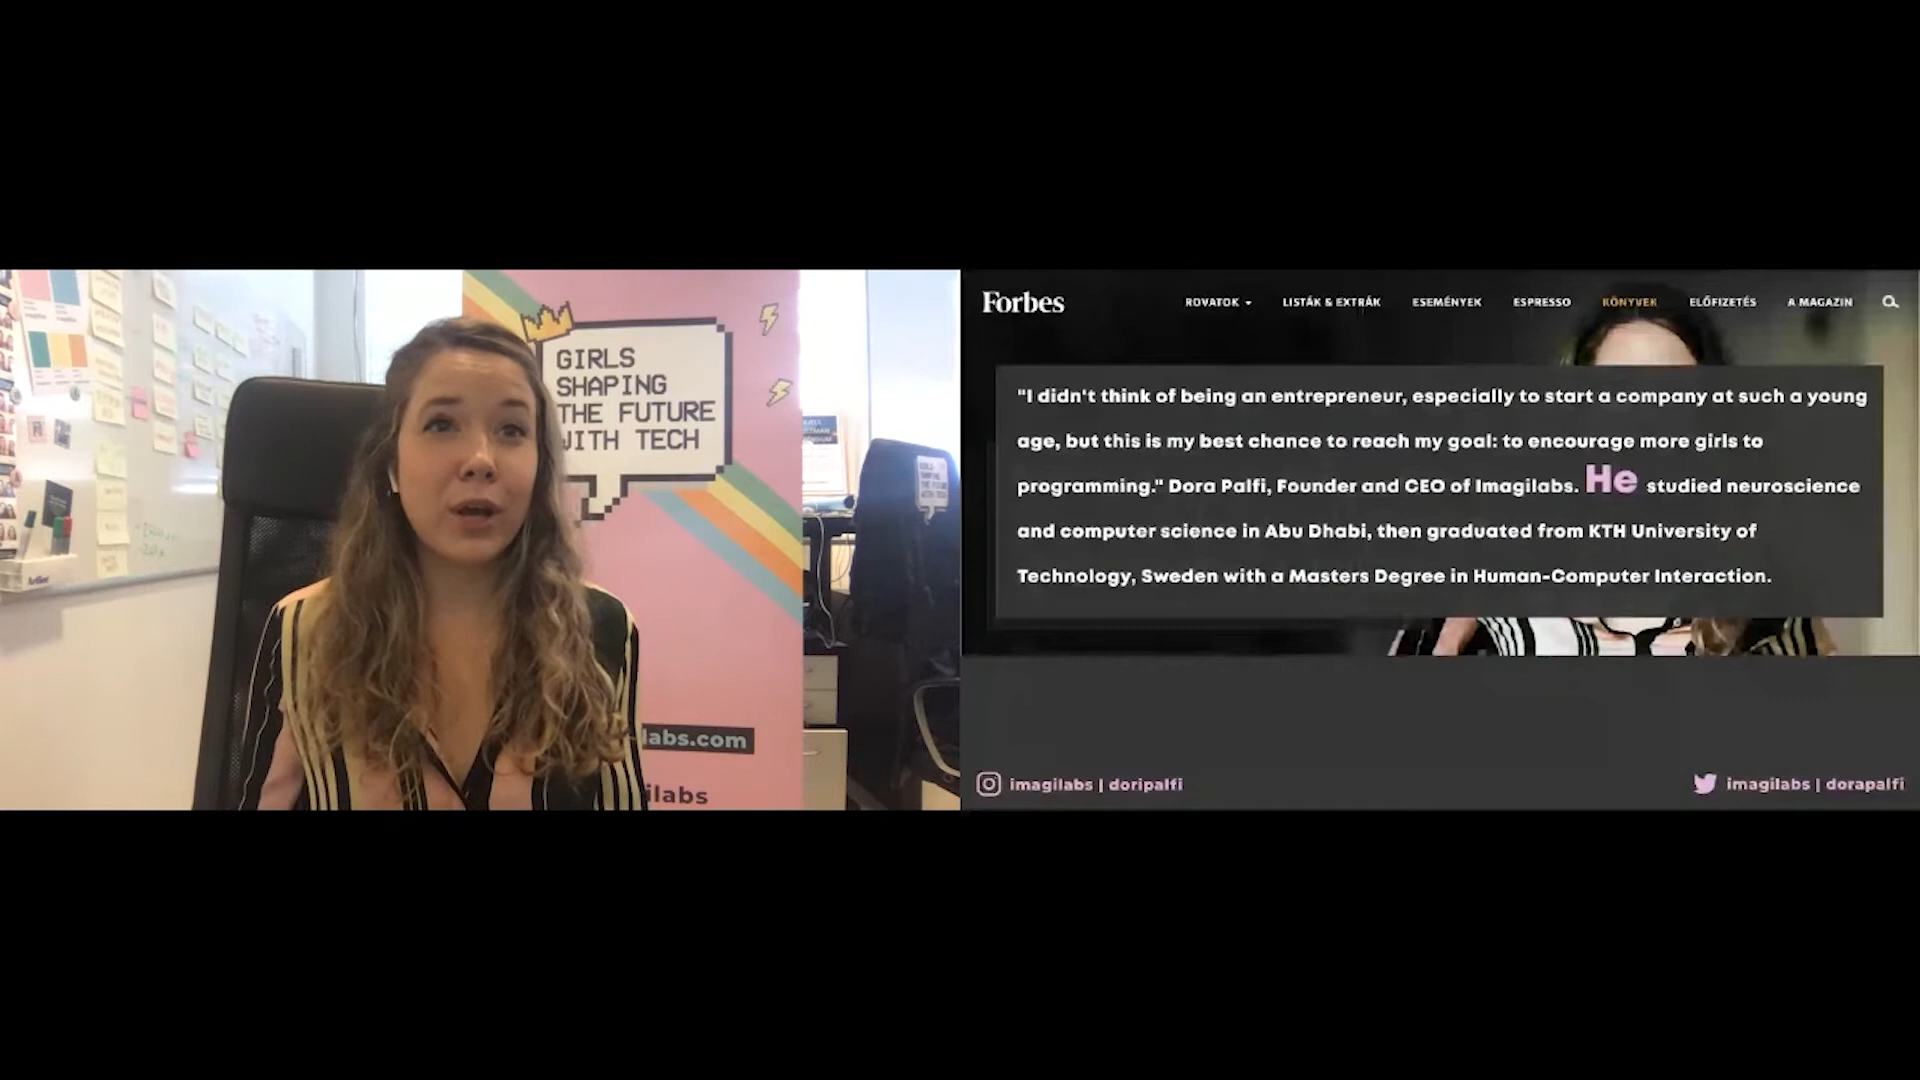 GIRLS
SHAPING
THE FUTURE
WITH TECH
labs.com
ilabs
Forbes
ROVATOK
LISTÁK & EXTRÁK
ESEMÉNYEK
ESPRESSO
KÖNYVEK
ELŐFIZETÉS
A MAGAZIN
"I didn't think of being an entrepreneur, especially to start a company at such a young
age, but this is my best chance to reach my goal: to encourage more girls to
programming." Dora Palfi, Founder and CEO of Imagilabs. He studied neuroscience
and computer science in Abu Dhabi, then graduated from KTH University of
Technology, Sweden with a Masters Degree in Human-Computer Interaction.
imagilabs | doripalfi
imagilabs | dorapalfi